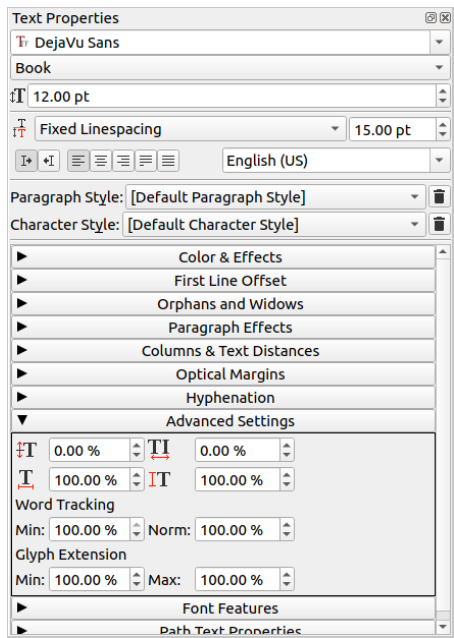 Text Properties
DejaVu Sans
Book
12.00 pt
Fixed Linespacing 15.00 pt
English (US)
Paragraph Style: [Default Paragraph Style]
Character Style: [Default Character Style]
Color & Effects
First Line Offset
Orphans and Widows
Paragraph Effects
Columns & Text Distances
Optical Margins
Hyphenation
Advanced Settings
0.00 % 0.00 %
100.00 % 100.00 %
Word Tracking
Min: 100.00 % Norm: 100.00 %
Glyph Extension
Min: 100.00 % Max: 100.00 %
Font Features
Path Text Properties